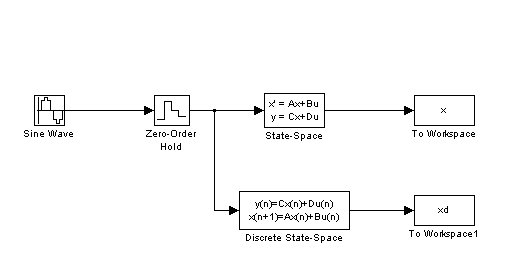 x' = Ax+Bu
y = Cx+Du
x
Sine Wave
Zero-Order
Hold
State-Space
To Workspace
y(n)=Cx(n)+Du(n)
x(n+1)=Ax(n)+Bu(n)
xd
Discrete State-Space
To Workspace1